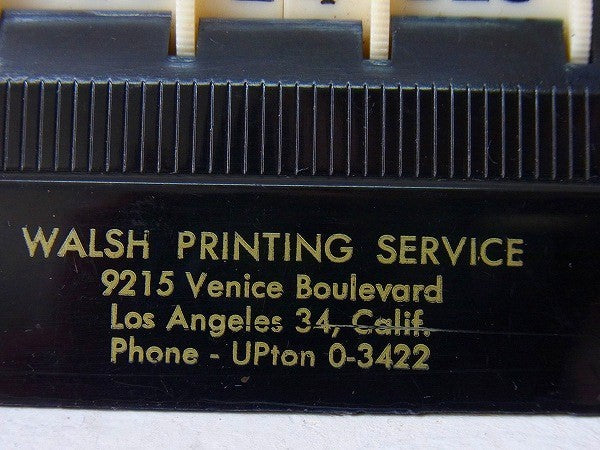 WALSH PRINTING SERVICE
9215 Venice Boulevard
Los Angeles 34, Calif.
Phone - UPton 0-3422